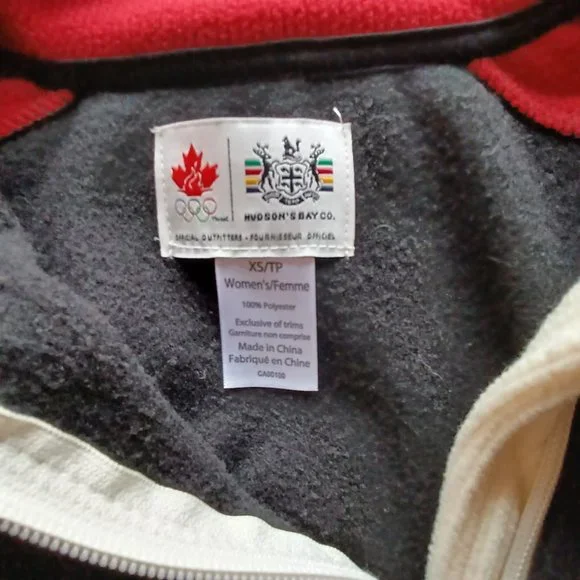 HUDSON'S BAY CO.
OFFICIAL OUTFITTERS • FOURNISSEUR OFFICIEL
XS/TP
Women's/Femme
100% Polyester
Exclusive of trims
Garniture non comprise
Made in China
Fabriqué en Chine
GA00100